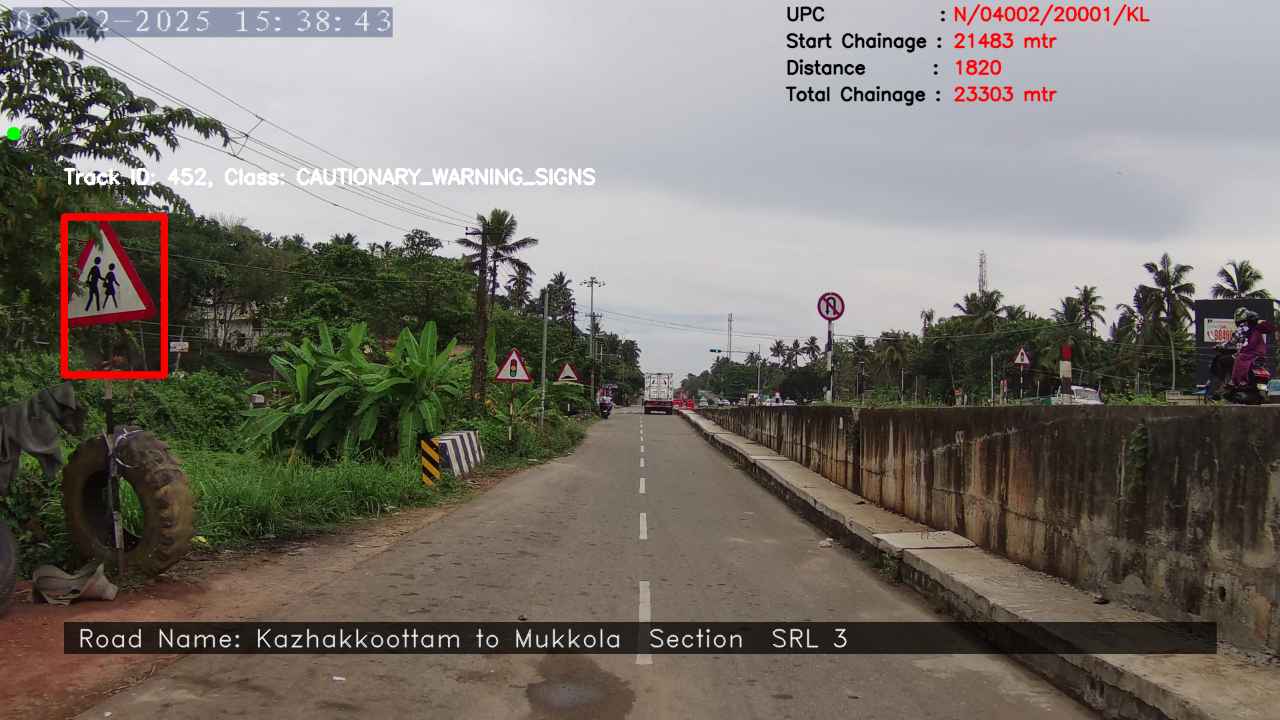 03-22-2025 15:38:43
UPC : N/04002/20001/KL
Start Chainage : 21483 mtr
Distance : 1820
Total Chainage : 23303 mtr
Track ID: 452, Class: CAUTIONARY_WARNING_SIGNS
Road Name: Kazhakkoottam to Mukkola Section SRL 3